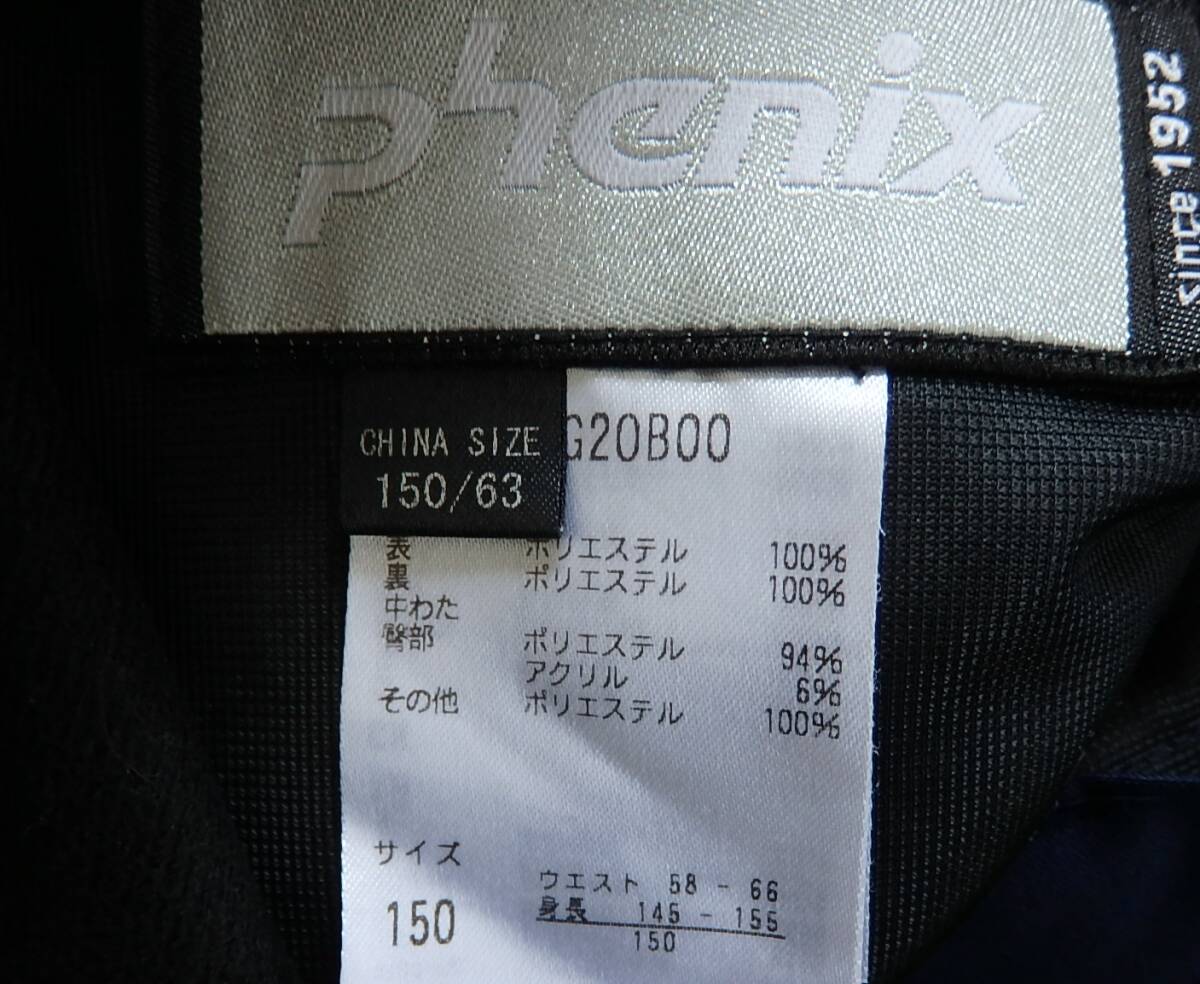 phenix
since 1952
CHINA SIZE
150/63
G20B00
表 ポリエステル 100%
裏 ポリエステル 100%
中わた
臀部 ポリエステル 94%
アクリル 6%
その他 ポリエステル 100%
サイズ
150
ウエスト 58 - 66
身長 145 - 155
150